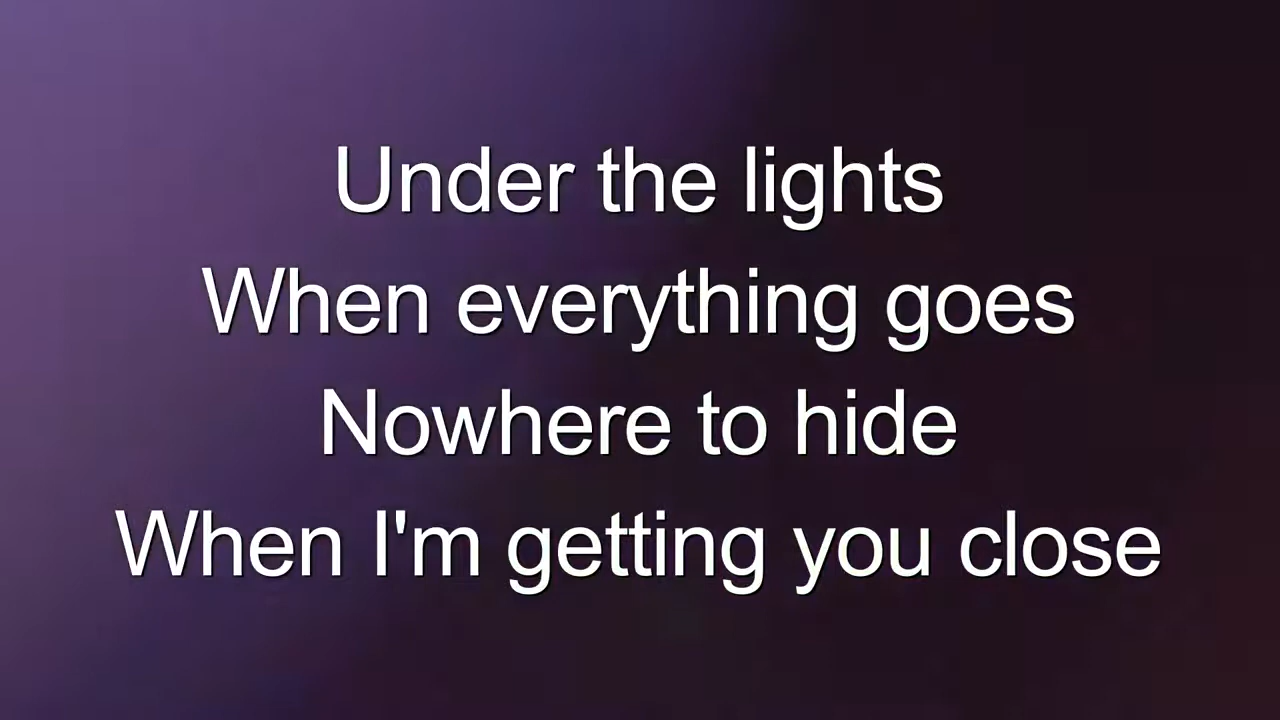 Under the lights
When everything goes
Nowhere to hide
When I'm getting you close